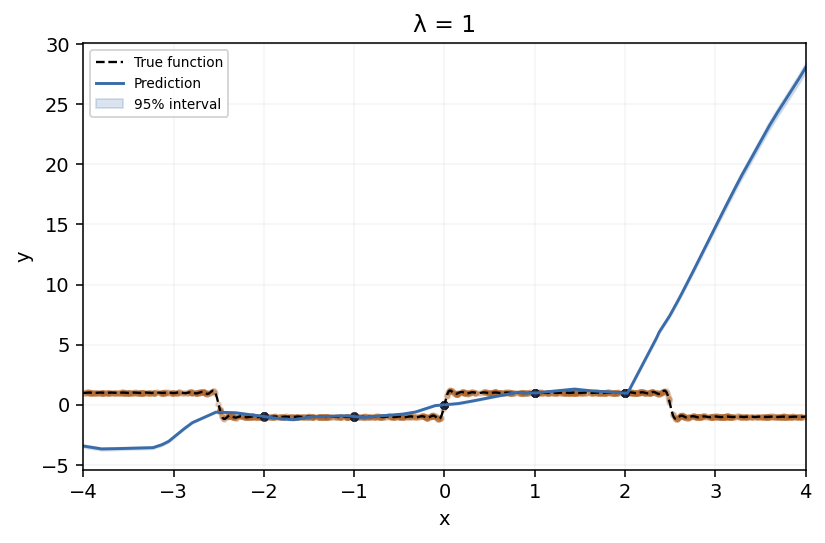 λ = 1
True function
Prediction
95% interval
30
25
20
15
10
5
0
−5
y
−4 −3 −2 −1 0 1 2 3 4
x